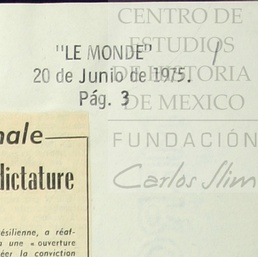 CENTRO DE
ESTUDIOS
DE HISTORIA
DE MEXICO
FUNDACIÓN
Carlos Slim
"LE MONDE"
20 de Junio de 1975.
Pág. 3
nale
dictature
résilienne, a réaf-
a une « ouverture
éer la conviction